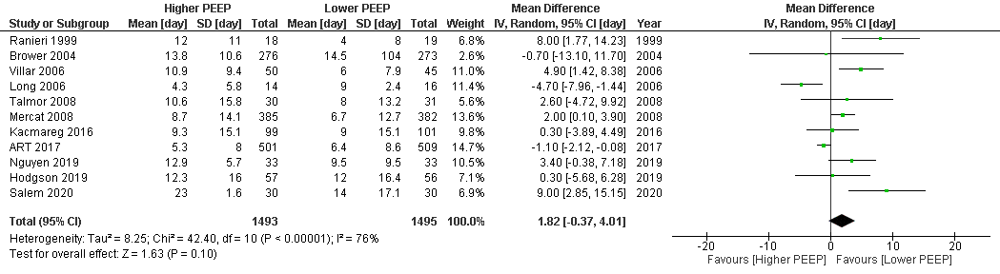 Higher PEEP Lower PEEP Mean Difference Mean Difference
Study or Subgroup Mean [day] SD [day] Total Mean [day] SD [day] Total Weight IV, Random, 95% CI [day] Year IV, Random, 95% CI [day]
Ranieri 1999 12 11 18 4 8 19 6.8% 8.00 [1.77, 14.23] 1999
Brower 2004 13.8 10.6 276 14.5 104 273 2.6% -0.70 [-13.10, 11.70] 2004
Villar 2006 10.9 9.4 50 6 7.9 45 11.1% 4.90 [1.42, 8.38] 2006
Long 2006 4.3 5.8 14 9 2.4 16 11.5% -4.70 [-7.96, -1.44] 2006
Talmor 2008 10.6 15.8 30 8 13.2 31 5.6% 2.60 [-4.72, 9.92] 2008
Mercat 2008 8.7 14.1 385 6.7 12.7 382 13.6% 2.00 [0.10, 3.90] 2008
Kacmareg 2016 9.3 15.1 99 9 15.1 101 9.8% 0.30 [-3.89, 4.49] 2016
ART 2017 5.3 8 501 6.4 8.6 509 14.7% -1.10 [-2.12, -0.08] 2017
Nguyen 2019 12.9 5.7 33 9.5 9.5 33 10.5% 3.40 [-0.38, 7.18] 2019
Hodgson 2019 12.3 16 57 12 16.4 56 7.1% 0.30 [-5.68, 6.28] 2019
Salem 2020 23 1.6 30 14 17.1 30 6.9% 9.00 [2.85, 15.15] 2020
Total (95% CI) 1493 1495 100.0% 1.82 [-0.37, 4.01]
Heterogeneity: Tau² = 8.25; Chi² = 42.40, df = 10 (P < 0.00001); I² = 76%
Test for overall effect: Z = 1.63 (P = 0.10)
-20 -10 0 10 20
Favours [Higher PEEP] Favours [Lower PEEP]